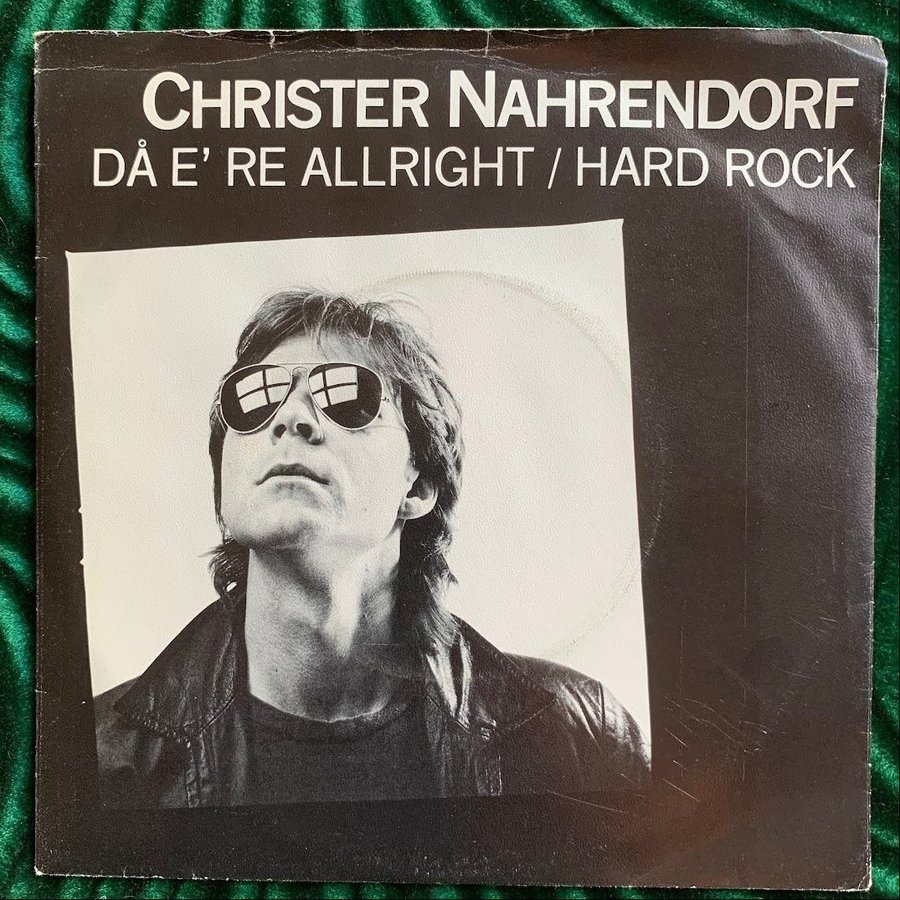 CHRISTER NAHRENDORF
DÅ E' RE ALLRIGHT / HARD ROCK